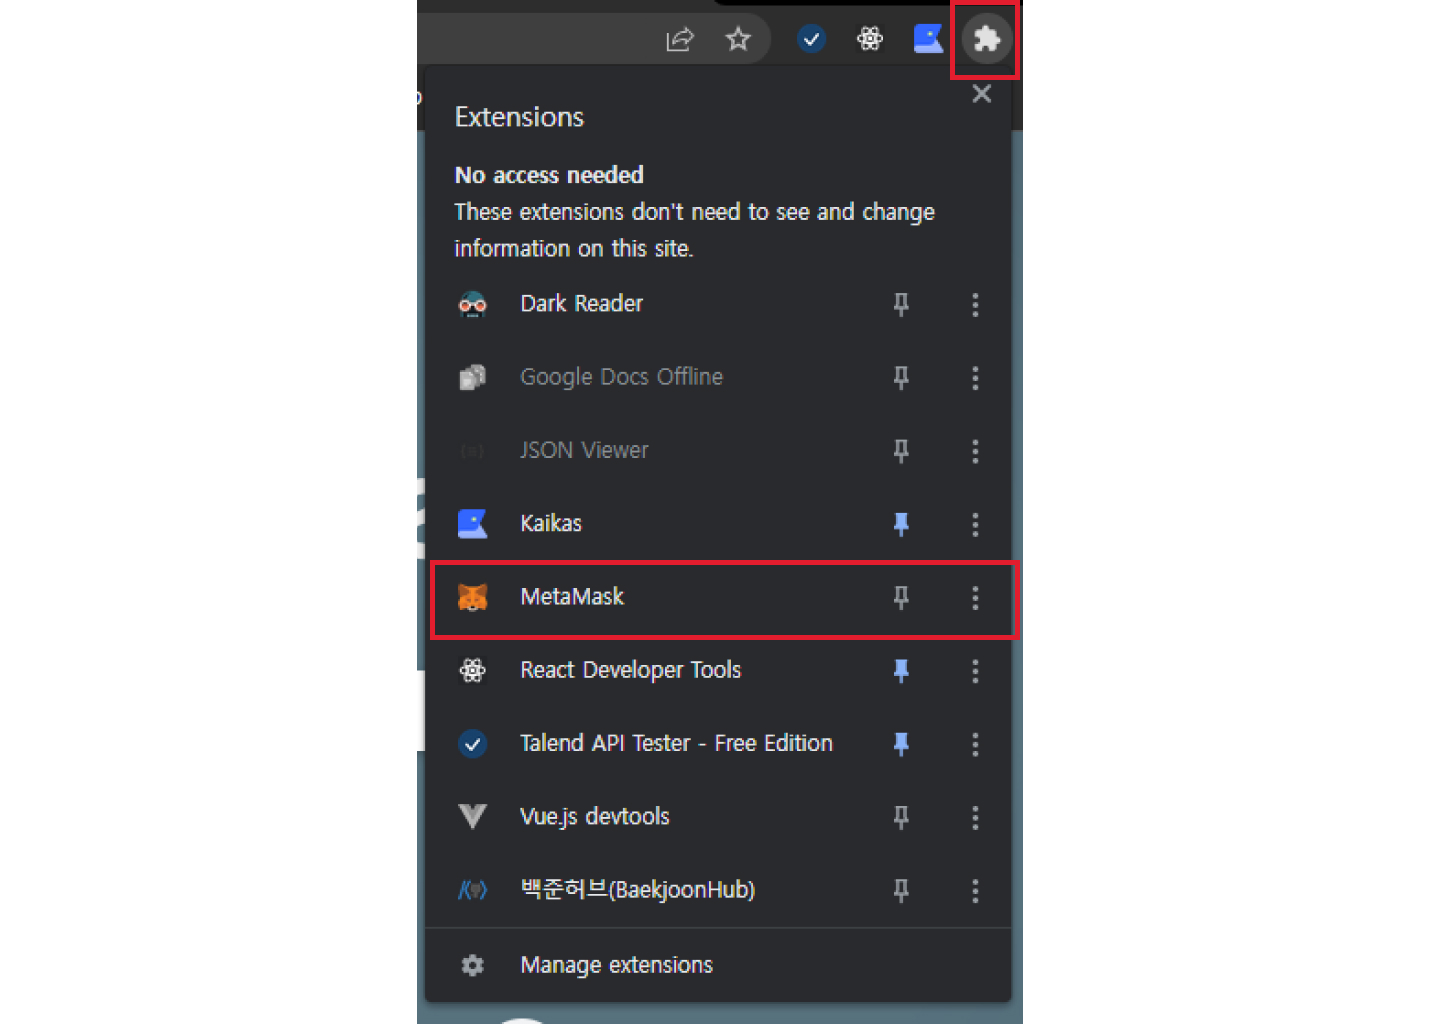 Extensions
No access needed
These extensions don't need to see and change
information on this site.
Dark Reader
Google Docs Offline
JSON Viewer
Kaikas
MetaMask
React Developer Tools
Talend API Tester - Free Edition
Vue.js devtools
백준허브(BaekjoonHub)
Manage extensions